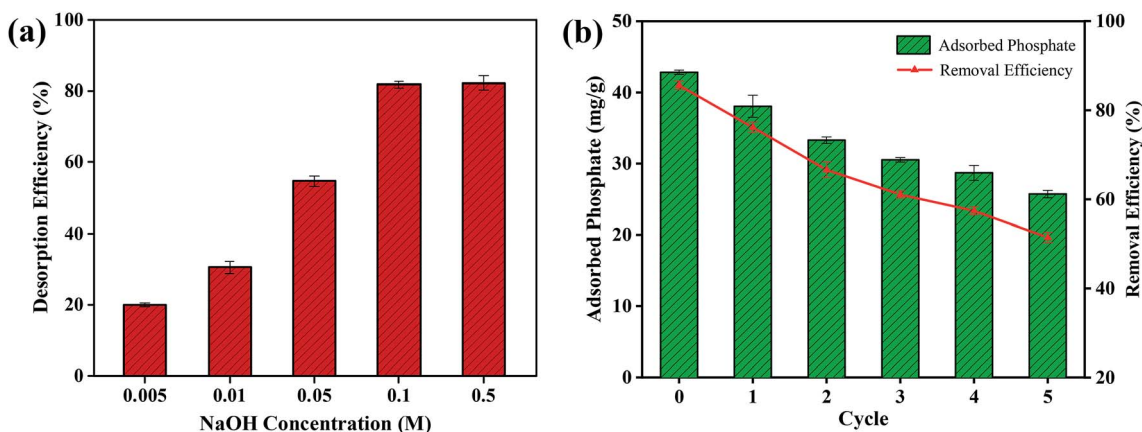 (a)
Desorption Efficiency (%)
100
80
60
40
20
0
0.005 0.01 0.05 0.1 0.5
NaOH Concentration (M)
(b)
Adsorbed Phosphate (mg/g)
50
40
30
20
10
0
Adsorbed Phosphate
Removal Efficiency
0 1 2 3 4 5
Cycle
100
80
60
40
20
Removal Efficiency (%)